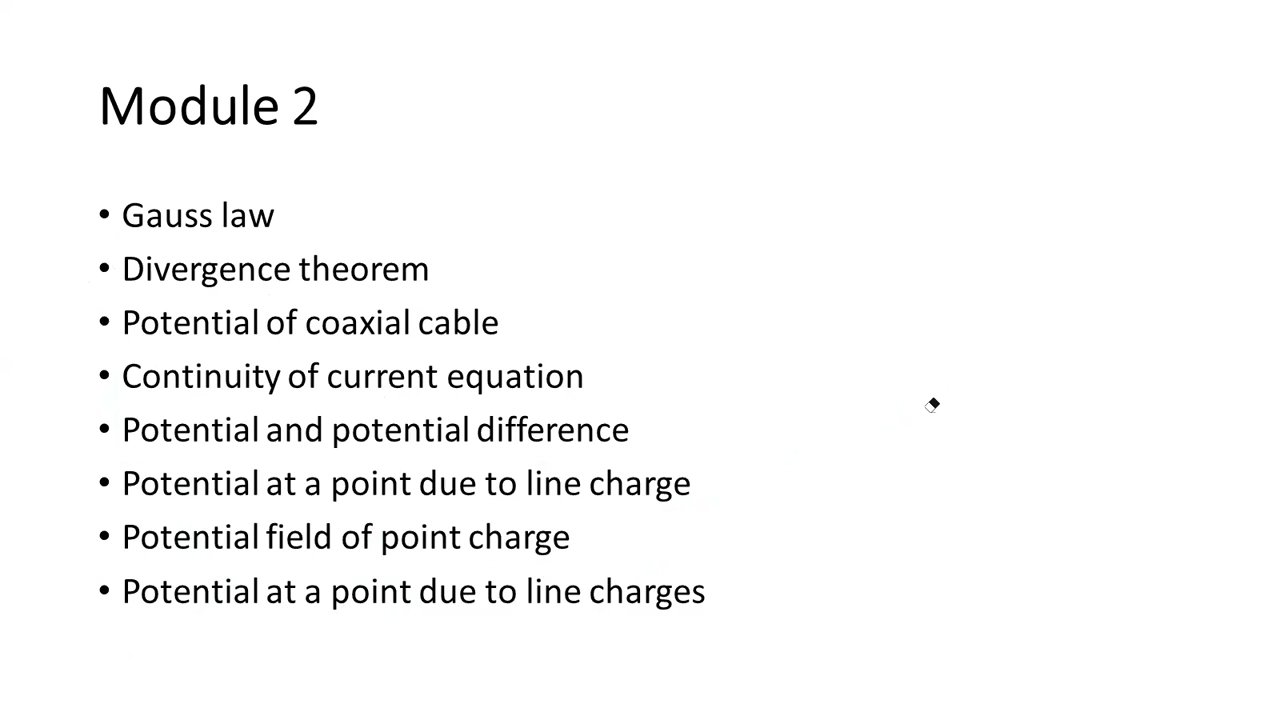 Module 2
• Gauss law
• Divergence theorem
• Potential of coaxial cable
• Continuity of current equation
• Potential and potential difference
• Potential at a point due to line charge
• Potential field of point charge
• Potential at a point due to line charges